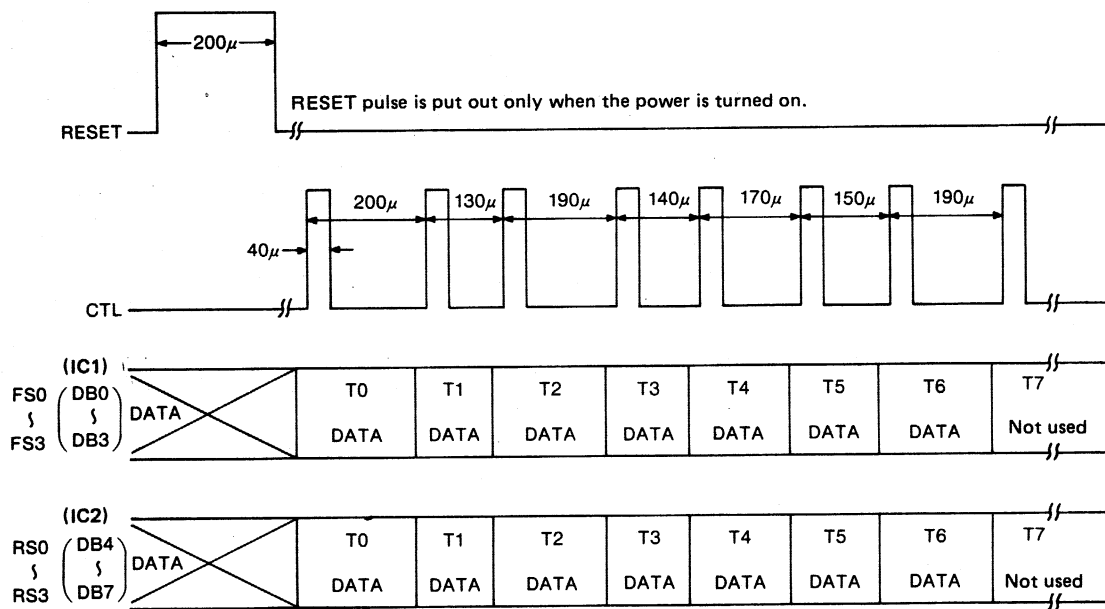 200μ
RESET pulse is put out only when the power is turned on.
RESET
200μ 130μ 190μ 140μ 170μ 150μ 190μ
40μ
CTL
(IC1)
FS0 ∫ FS3 (DB0 ∫ DB3) DATA
T0 T1 T2 T3 T4 T5 T6 T7
DATA DATA DATA DATA DATA DATA DATA Not used
(IC2)
RS0 ∫ RS3 (DB4 ∫ DB7) DATA
T0 T1 T2 T3 T4 T5 T6 T7
DATA DATA DATA DATA DATA DATA DATA Not used